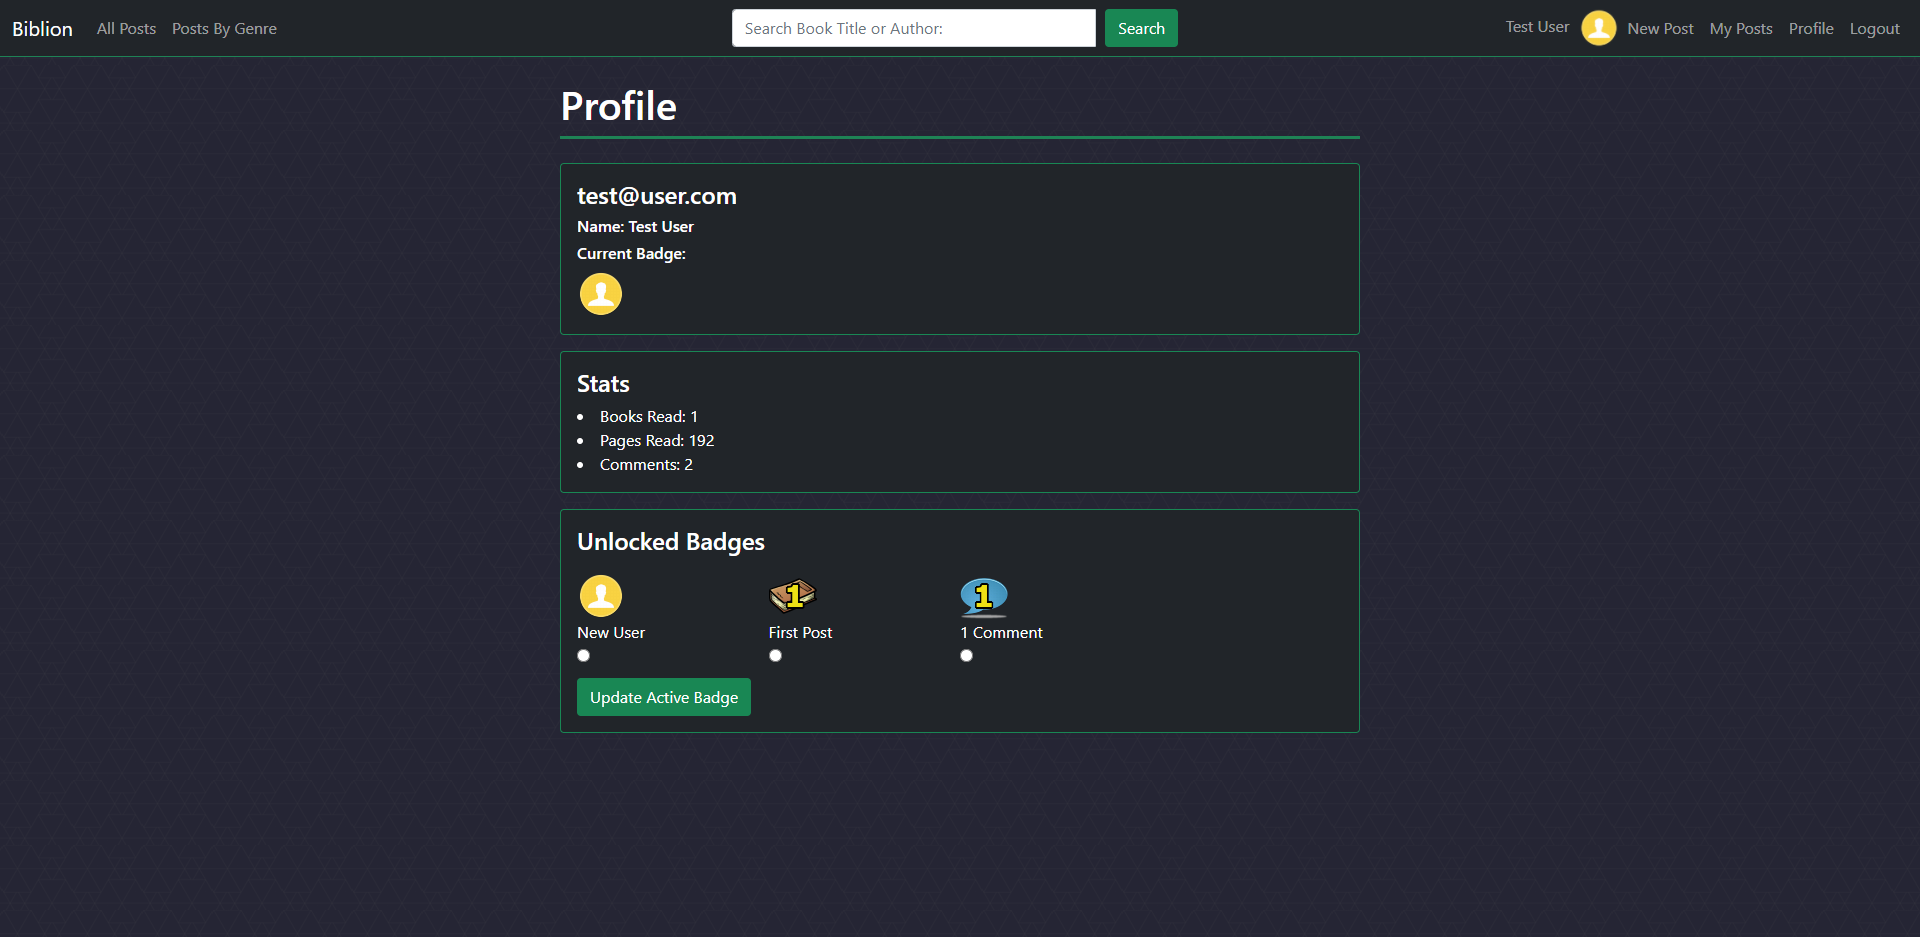 Biblion All Posts Posts By Genre Search Book Title or Author: Search Test User New Post My Posts Profile Logout
Profile
test@user.com
Name: Test User
Current Badge:
Stats
• Books Read: 1
• Pages Read: 192
• Comments: 2
Unlocked Badges
1 1
New User First Post 1 Comment
Update Active Badge